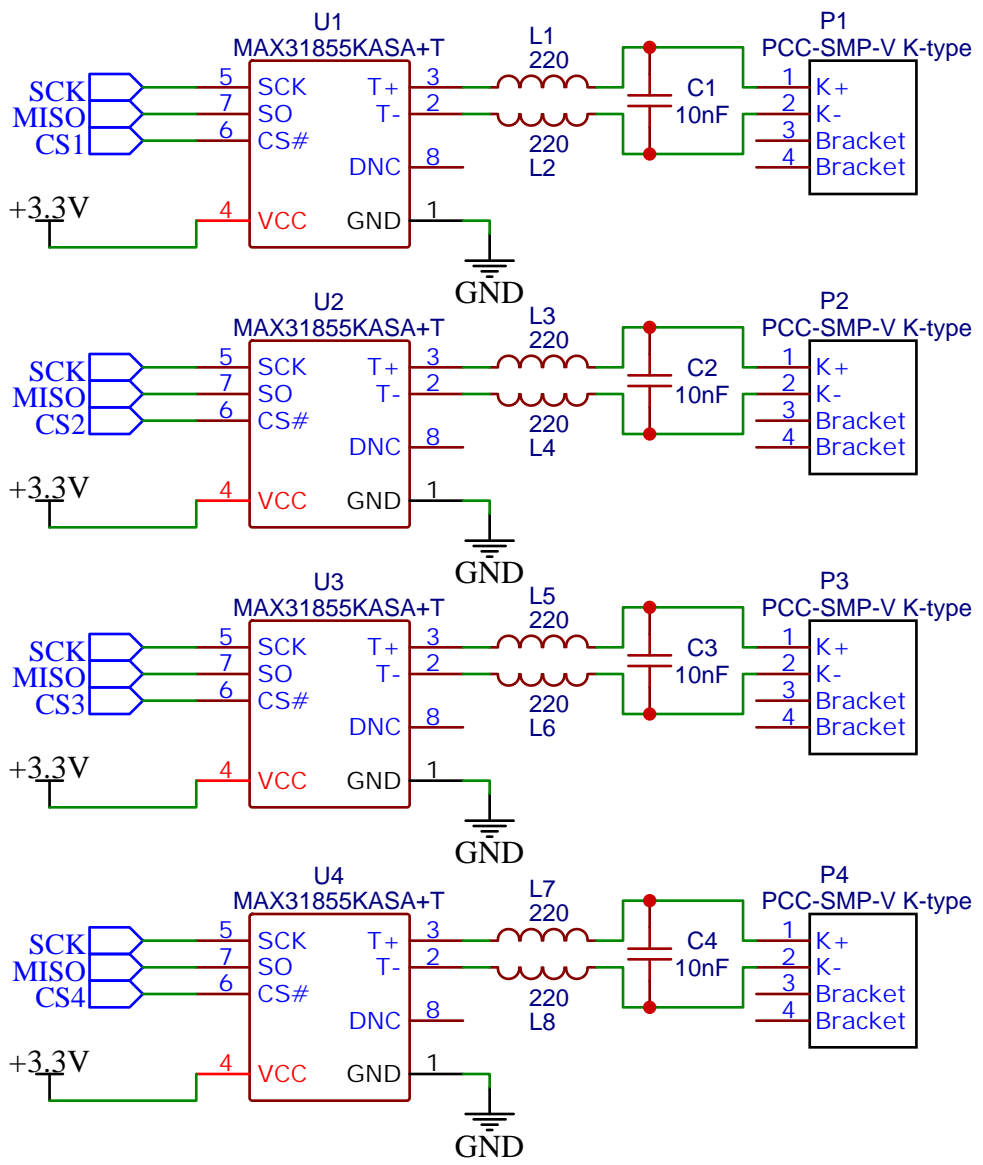 U1
MAX31855KASA+T
SCK 5 SCK
MISO 7 SO
CS1 6 CS#
+3.3V 4 VCC
T+ 3
T- 2
DNC 8
GND 1
GND
L1
220
220
L2
C1
10nF
P1
PCC-SMP-V K-type
1 K+
2 K-
3 Bracket
4 Bracket
U2
MAX31855KASA+T
SCK 5 SCK
MISO 7 SO
CS2 6 CS#
+3.3V 4 VCC
T+ 3
T- 2
DNC 8
GND 1
GND
L3
220
220
L4
C2
10nF
P2
PCC-SMP-V K-type
1 K+
2 K-
3 Bracket
4 Bracket
U3
MAX31855KASA+T
SCK 5 SCK
MISO 7 SO
CS3 6 CS#
+3.3V 4 VCC
T+ 3
T- 2
DNC 8
GND 1
GND
L5
220
220
L6
C3
10nF
P3
PCC-SMP-V K-type
1 K+
2 K-
3 Bracket
4 Bracket
U4
MAX31855KASA+T
SCK 5 SCK
MISO 7 SO
CS4 6 CS#
+3.3V 4 VCC
T+ 3
T- 2
DNC 8
GND 1
GND
L7
220
220
L8
C4
10nF
P4
PCC-SMP-V K-type
1 K+
2 K-
3 Bracket
4 Bracket